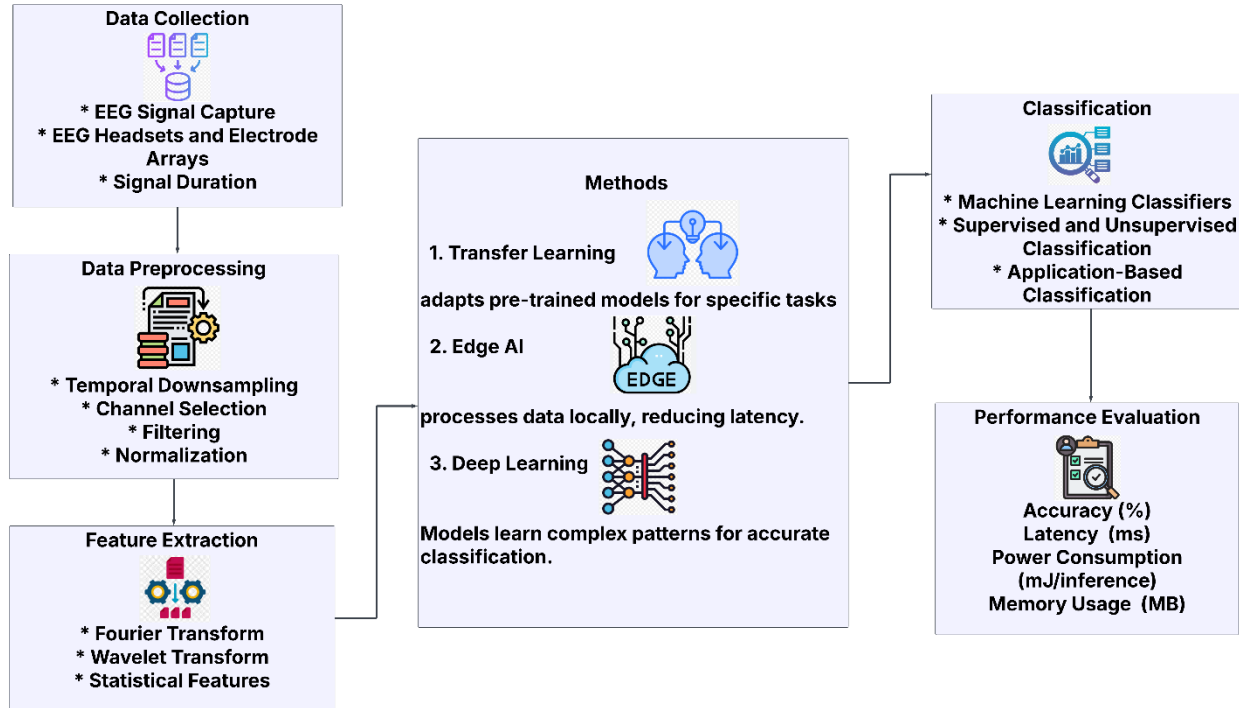 Data Collection
* EEG Signal Capture
* EEG Headsets and Electrode
Arrays
* Signal Duration
Data Preprocessing
* Temporal Downsampling
* Channel Selection
* Filtering
* Normalization
Feature Extraction
* Fourier Transform
* Wavelet Transform
* Statistical Features
Methods
1. Transfer Learning
adapts pre-trained models for specific tasks
2. Edge AI
EDGE
processes data locally, reducing latency.
3. Deep Learning
Models learn complex patterns for accurate
classification.
Classification
* Machine Learning Classifiers
* Supervised and Unsupervised
Classification
* Application-Based
Classification
Performance Evaluation
Accuracy (%)
Latency (ms)
Power Consumption
(mJ/inference)
Memory Usage (MB)